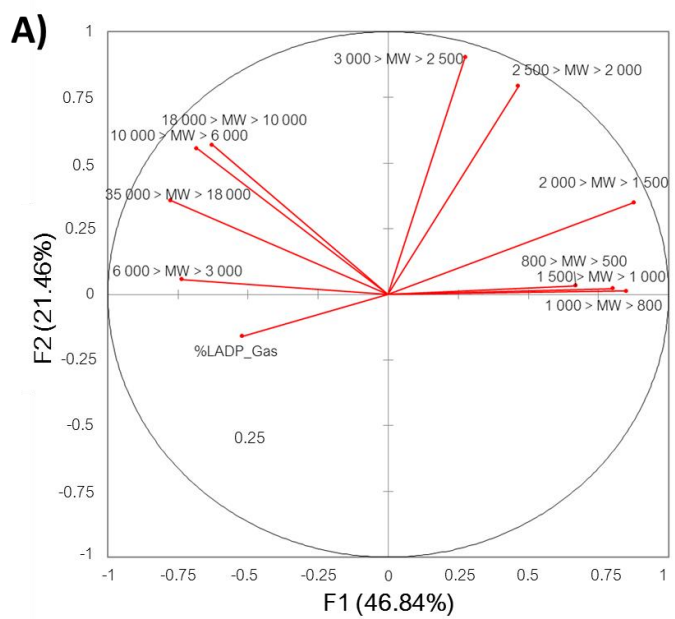 A)
1
3 000 > MW > 2 500
2 500 > MW > 2 000
0.75
18 000 > MW > 10 000
10 000 > MW > 6 000
0.5
2 000 > MW > 1 500
35 000 > MW > 18 000
0.25
800 > MW > 500
6 000 > MW > 3 000
1 500 > MW > 1 000
0
1 000 > MW > 800
%LADP_Gas
-0.25
0.25
-0.5
-0.75
-1
F2 (21.46%)
-1
-0.75
-0.5
-0.25
0
0.25
0.5
0.75
1
F1 (46.84%)